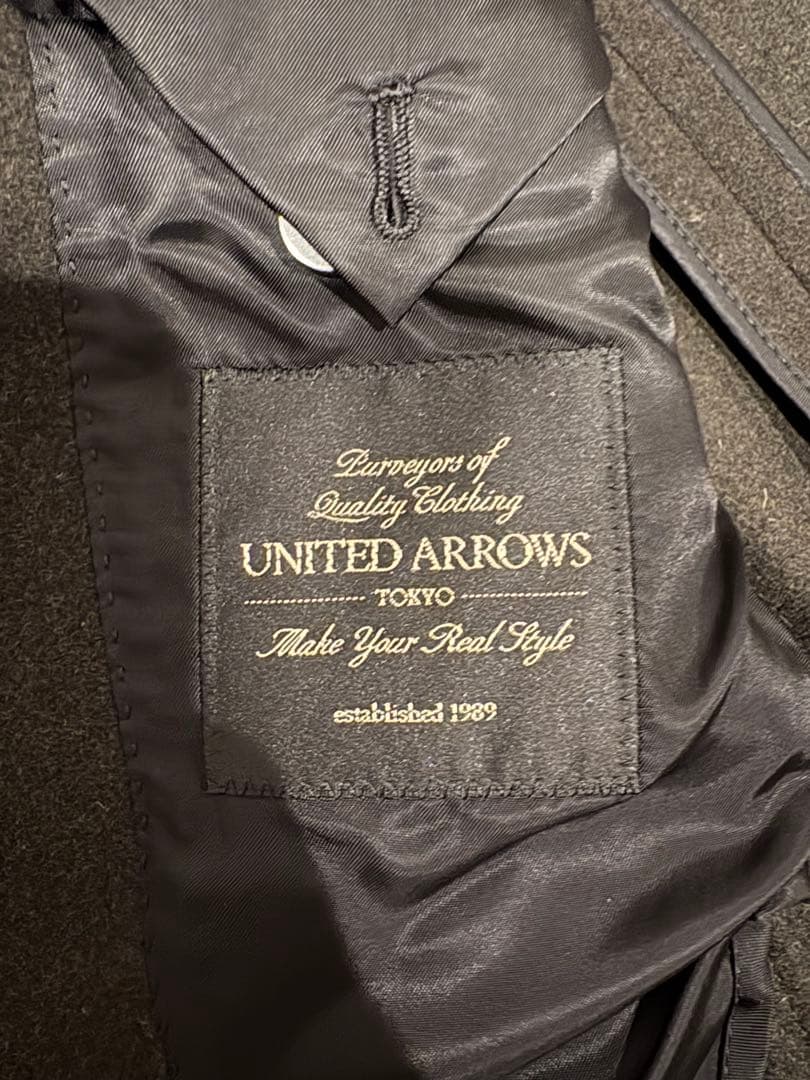 Purveyors of
Quality Clothing
UNITED ARROWS
TOKYO
Make Your Real Style
established 1989